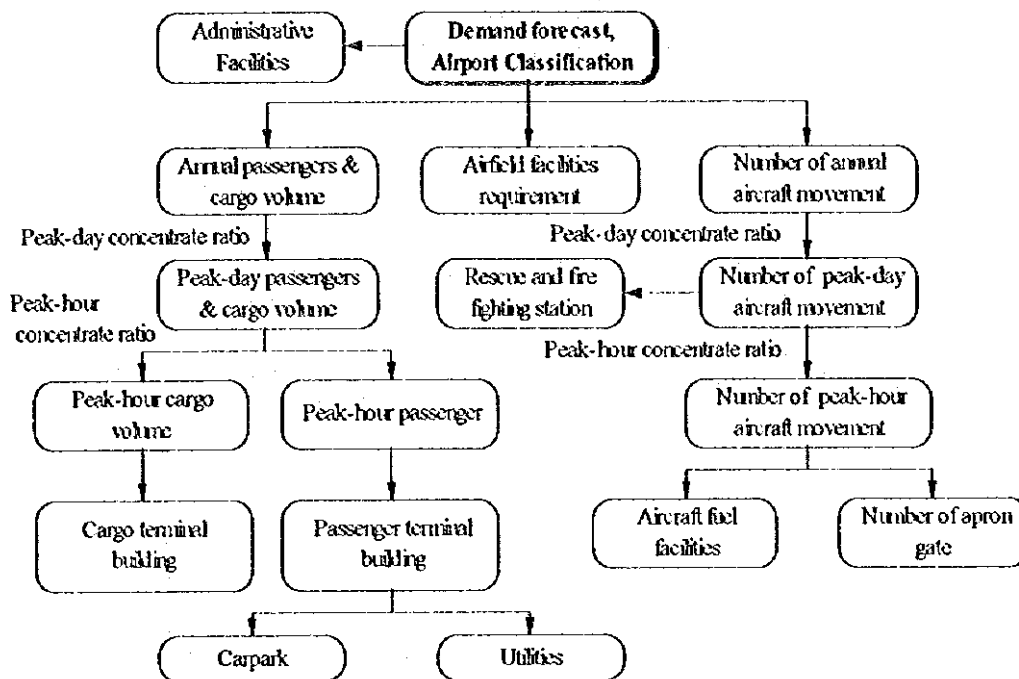 Administrative
Facilities
Demand forecast,
Airport Classification
Annual passengers &
cargo volume
Airfield facilities
requirement
Number of annual
aircraft movement
Peak-day concentrate ratio
Peak-day concentrate ratio
Peak-day passengers
& cargo volume
Rescue and fire
fighting station
Number of peak-day
aircraft movement
Peak-hour
concentrate ratio
Peak-hour concentrate ratio
Peak-hour cargo
volume
Peak-hour passenger
Number of peak-hour
aircraft movement
Cargo terminal
building
Passenger terminal
building
Aircraft fuel
facilities
Number of apron
gate
Carpark
Utilities